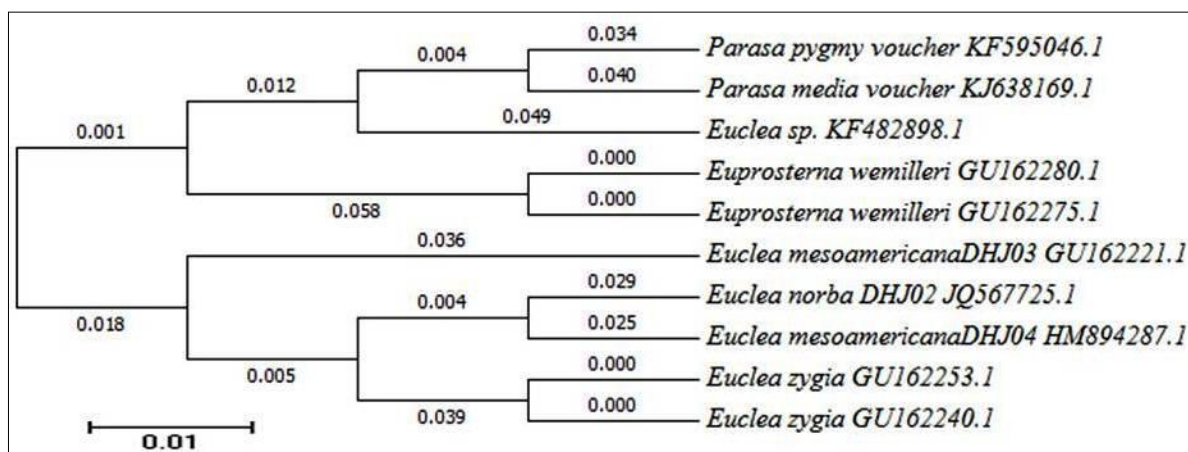 0.034
Parasa pygmy voucher KF595046.1
0.004
0.040
Parasa media voucher KJ638169.1
0.012
0.049
Euclea sp. KF482898.1
0.001
0.000
Euprosterna wemilleri GU162280.1
0.000
Euprosterna wemilleri GU162275.1
0.058
0.036
Euclea mesoamericanaDHJ03 GU162221.1
0.029
Euclea norba DHJ02 JQ567725.1
0.004
0.018
0.025
Euclea mesoamericanaDHJ04 HM894287.1
0.005
0.000
Euclea zygia GU162253.1
0.039
0.000
Euclea zygia GU162240.1
0.01